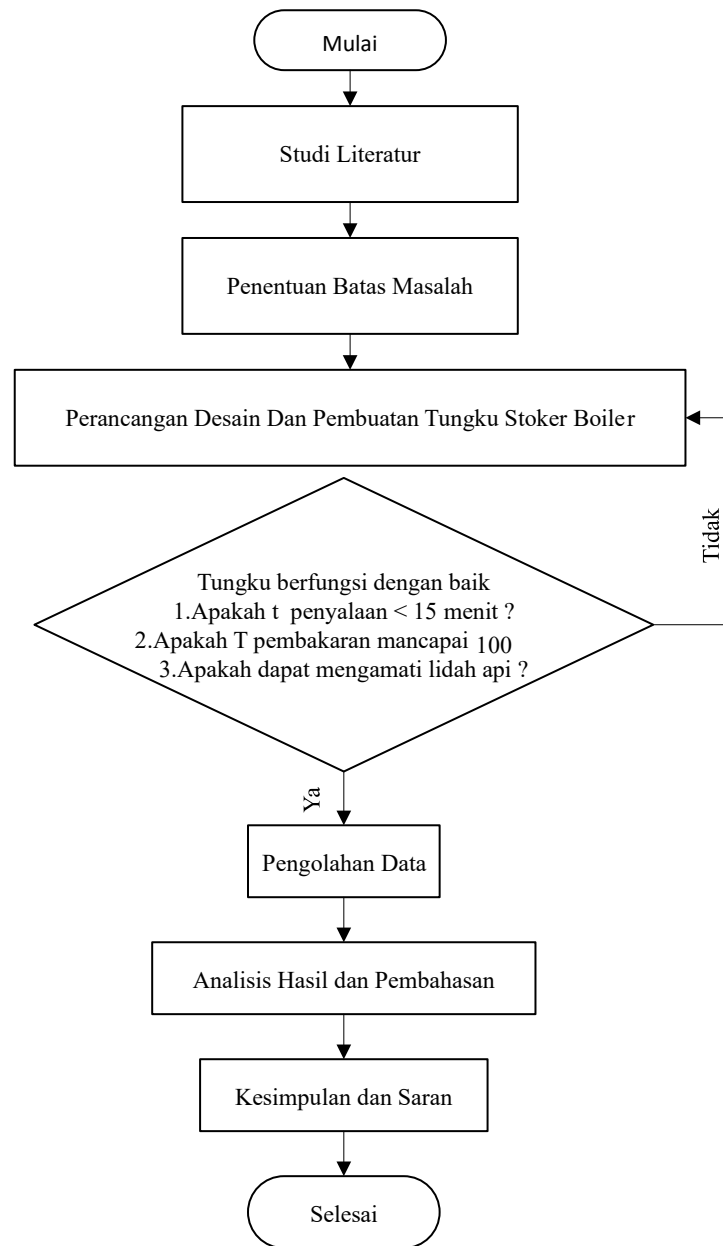 Mulai
Studi Literatur
Penentuan Batas Masalah
Perancangan Desain Dan Pembuatan Tungku Stoker Boiler
Tidak
Tungku berfungsi dengan baik
1.Apakah t penyalaan < 15 menit ?
2.Apakah T pembakaran mancapai 100
3.Apakah dapat mengamati lidah api ?
Ya
Pengolahan Data
Analisis Hasil dan Pembahasan
Kesimpulan dan Saran
Selesai